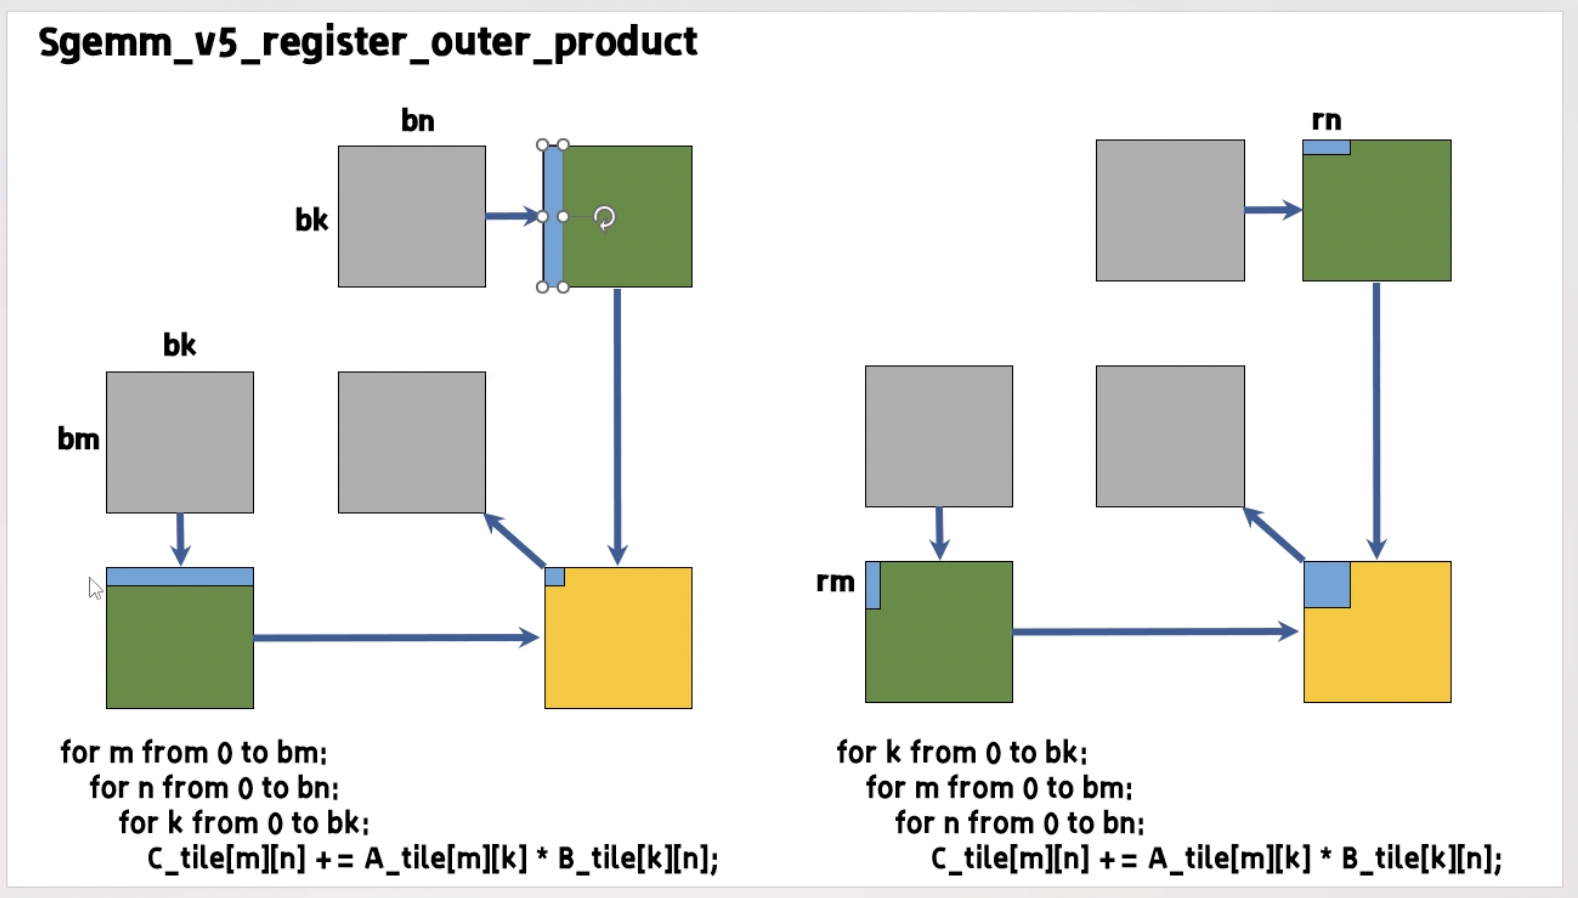 Sgemm_v5_register_outer_product
bn
bk
bk
bm
for m from 0 to bm:
for n from 0 to bn:
for k from 0 to bk:
C_tile[m][n] += A_tile[m][k] * B_tile[k][n];
rn
rm
for k from 0 to bk:
for m from 0 to bm:
for n from 0 to bn:
C_tile[m][n] += A_tile[m][k] * B_tile[k][n];